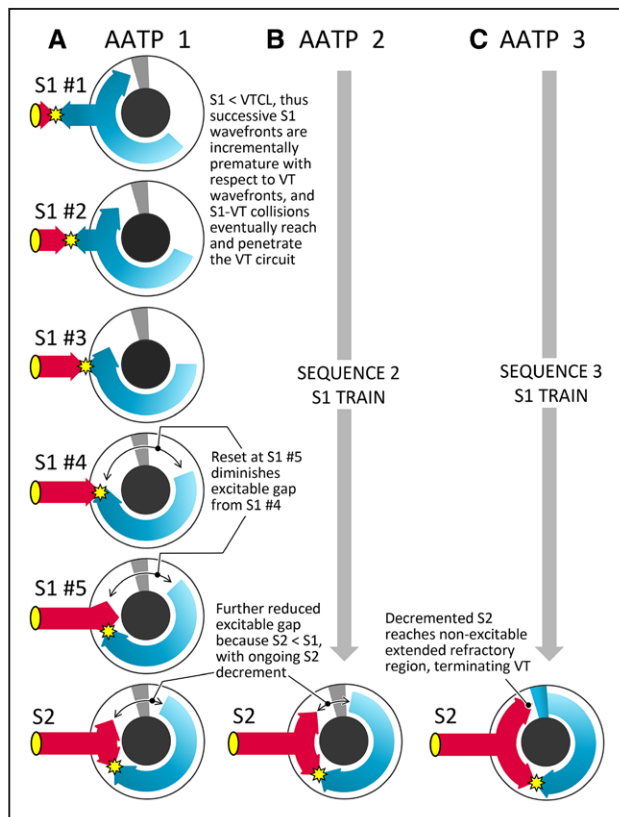 A AATP 1
B AATP 2
C AATP 3
S1 #1
S1 < VTCL, thus
successive S1
wavefronts are
incrementally
premature with
respect to VT
wavefronts, and
S1-VT collisions
eventually reach
and penetrate
the VT circuit
S1 #2
S1 #3
SEQUENCE 2
S1 TRAIN
SEQUENCE 3
S1 TRAIN
S1 #4
Reset at S1 #5
diminishes
excitable gap
from S1 #4
S1 #5
Further reduced
excitable gap
because S2 < S1,
with ongoing S2
decrement
Decremented S2
reaches non-excitable
extended refractory
region, terminating VT
S2
S2
S2